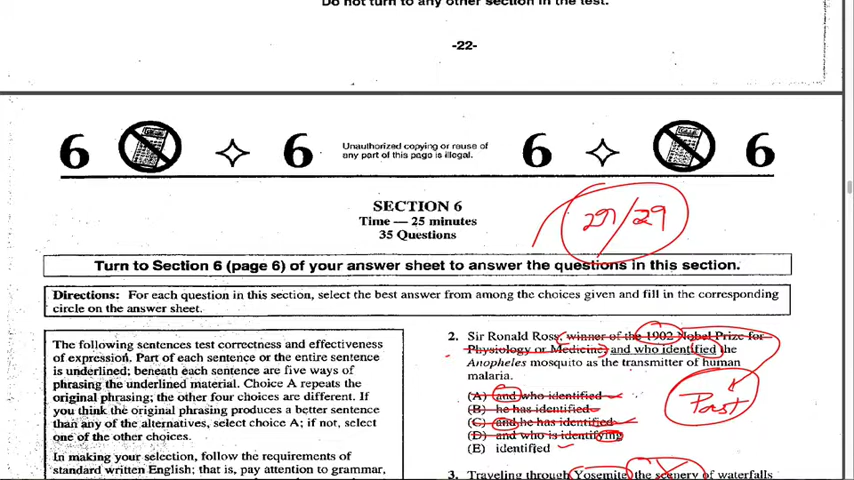 Do not turn to any other section in the test.
-22-
6 6 Unauthorized copying or reuse of
any part of this page is illegal. 6 6
SECTION 6
Time — 25 minutes
35 Questions
29/29
Turn to Section 6 (page 6) of your answer sheet to answer the questions in this section.
Directions: For each question in this section, select the best answer from among the choices given and fill in the corresponding
circle on the answer sheet.
The following sentences test correctness and effectiveness
of expression. Part of each sentence or the entire sentence
is underlined; beneath each sentence are five ways of
phrasing the underlined material. Choice A repeats the
original phrasing; the other four choices are different. If
you think the original phrasing produces a better sentence
than any of the alternatives, select choice A; if not, select
one of the other choices.
In making your selection, follow the requirements of
standard written English; that is, pay attention to grammar,
2. Sir Ronald Ross, winner of the 1902 Nobel Prize for
Physiology or Medicine, and who identified the
Anopheles mosquito as the transmitter of human
malaria.
(A) and who identified
(B) he has identified
(C) and he has identified
(D) and who is identifying
(E) identified
Past
3. Traveling through Yosemite, the scenery of waterfalls